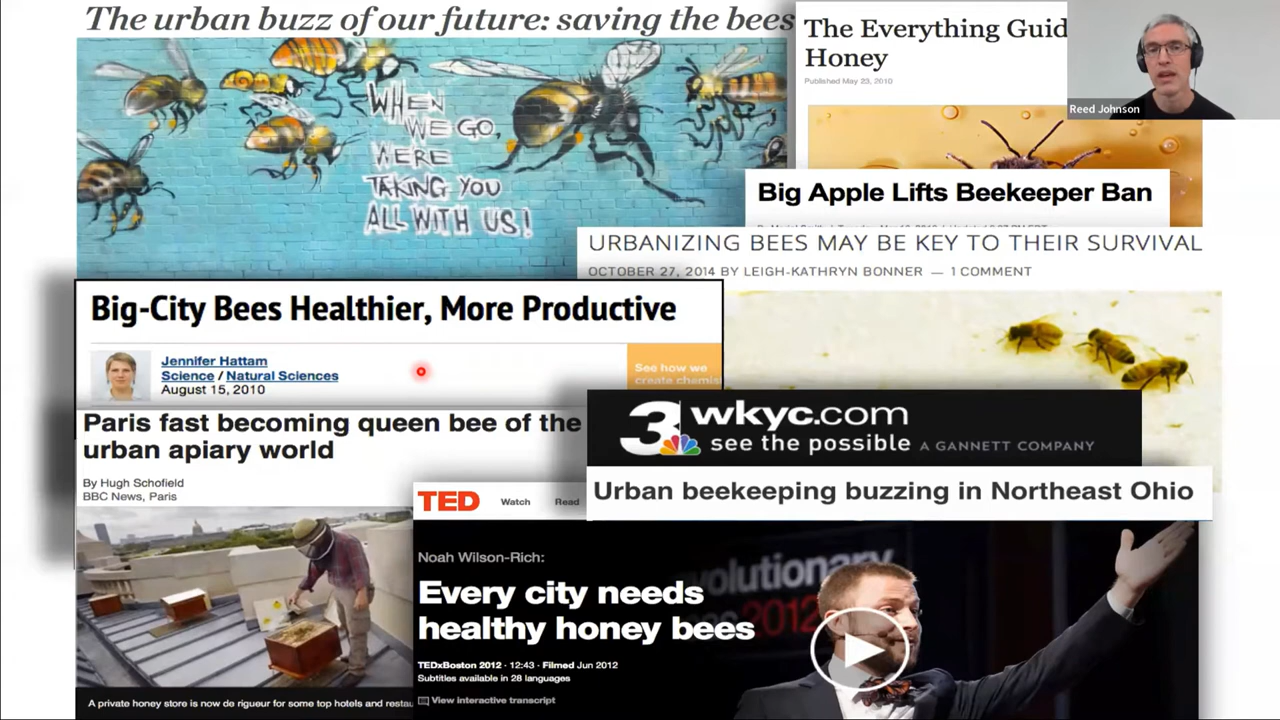 The urban buzz of our future: saving the bees
WHEN
WE GO,
WE'RE
TAKING YOU
ALL WITH US!
The Everything Guid
Honey
Published May 23, 2010
Reed Johnson
Big Apple Lifts Beekeeper Ban
URBANIZING BEES MAY BE KEY TO THEIR SURVIVAL
OCTOBER 27, 2014 BY LEIGH-KATHRYN BONNER — 1 COMMENT
Big-City Bees Healthier, More Productive
Jennifer Hattam
Science / Natural Sciences
August 15, 2010
See how we
create chemis
Paris fast becoming queen bee of the
urban apiary world
By Hugh Schofield
BBC News, Paris
3 wkyc.com
see the possible A GANNETT COMPANY
Urban beekeeping buzzing in Northeast Ohio
TED Watch Read
Noah Wilson-Rich:
Every city needs
healthy honey bees
TEDxBoston 2012 · 12:43 · Filmed Jun 2012
Subtitles available in 28 languages
View interactive transcript
volutionary
2012
A private honey store is now de rigueur for some top hotels and restau